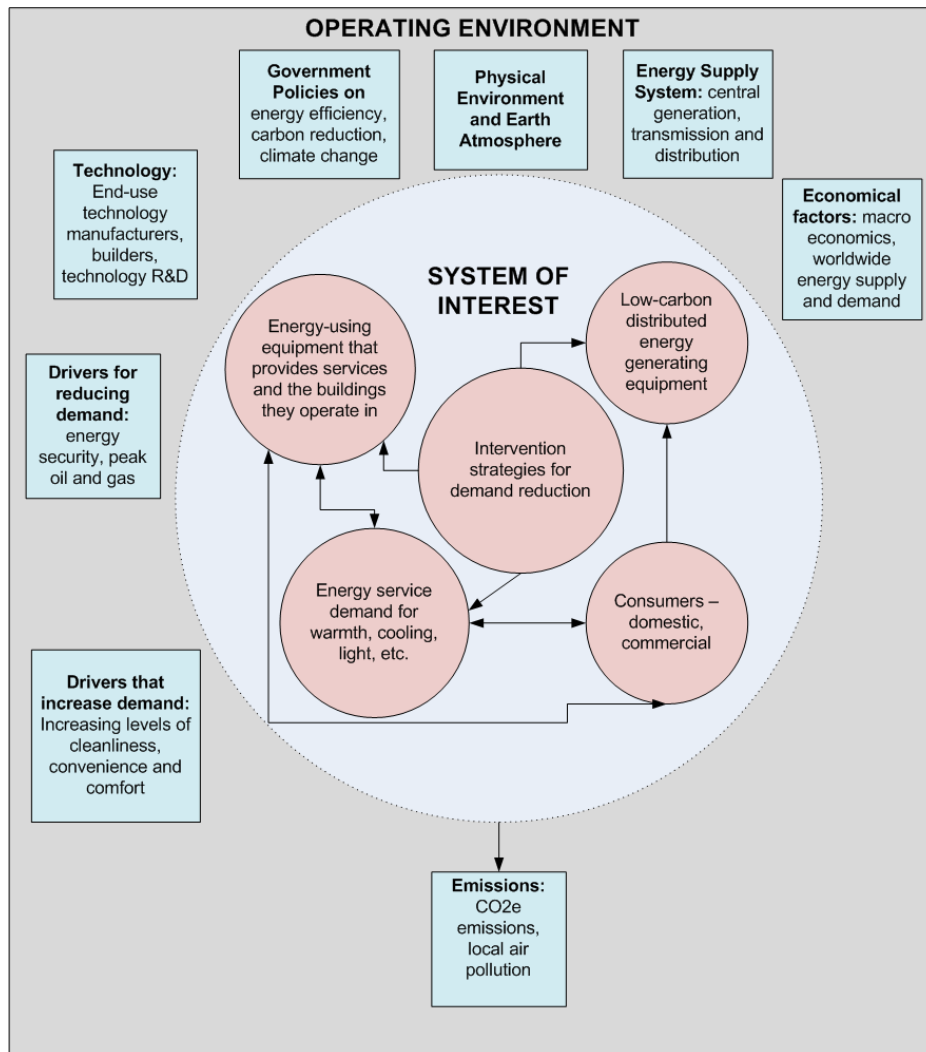 OPERATING ENVIRONMENT
Government
Policies on
energy efficiency,
carbon reduction,
climate change
Physical
Environment
and Earth
Atmosphere
Energy Supply
System: central
generation,
transmission and
distribution
Technology:
End-use
technology
manufacturers,
builders,
technology R&D
Economical
factors: macro
economics,
worldwide
energy supply
and demand
SYSTEM OF
INTEREST
Energy-using
equipment that
provides services
and the buildings
they operate in
Low-carbon
distributed
energy
generating
equipment
Drivers for
reducing
demand:
energy
security, peak
oil and gas
Intervention
strategies for
demand reduction
Energy service
demand for
warmth, cooling,
light, etc.
Consumers –
domestic,
commercial
Drivers that
increase demand:
Increasing levels of
cleanliness,
convenience and
comfort
Emissions:
CO2e
emissions,
local air
pollution